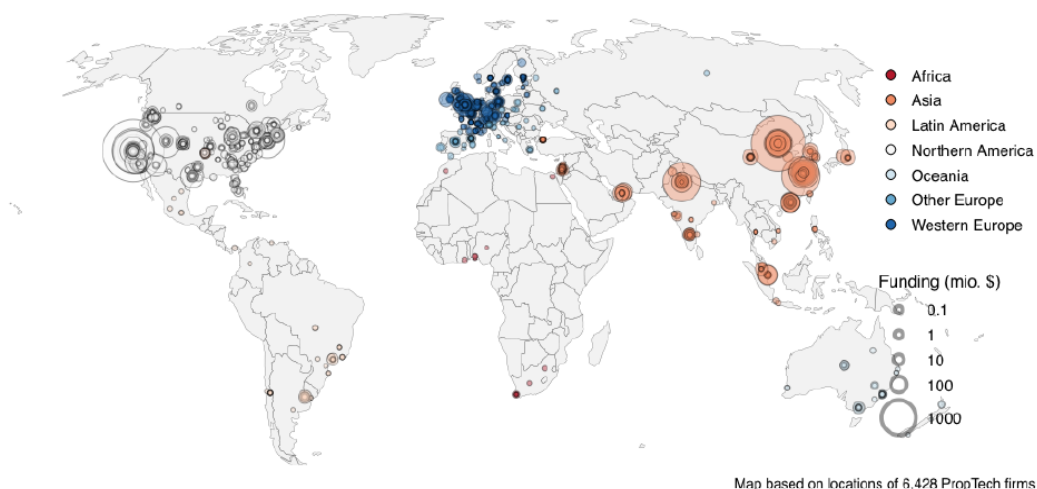 Africa
Asia
Latin America
Northern America
Oceania
Other Europe
Western Europe
Funding (mio. $)
0.1
1
10
100
1000
Map based on locations of 6,428 PropTech firms